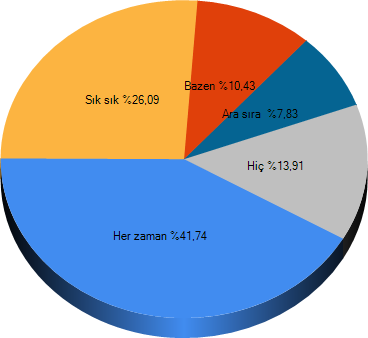 Bazen %10,43
Sık sık %26,09
Ara sıra %7,83
Hiç %13,91
Her zaman %41,74